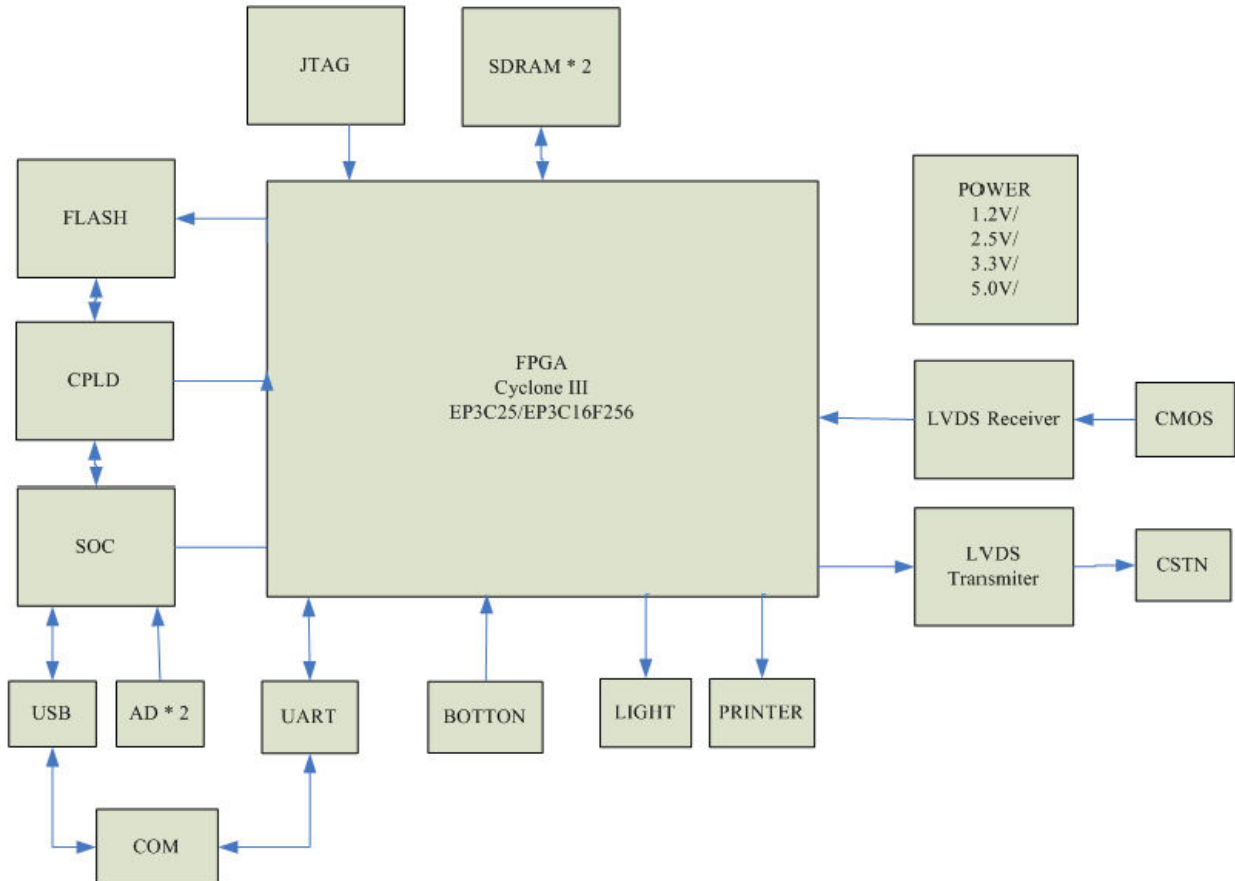 JTAG
SDRAM * 2
FLASH
POWER
1.2V/
2.5V/
3.3V/
5.0V/
CPLD
FPGA
Cyclone III
EP3C25/EP3C16F256
LVDS Receiver
CMOS
SOC
LVDS
Transmiter
CSTN
USB
AD * 2
UART
BOTTON
LIGHT
PRINTER
COM